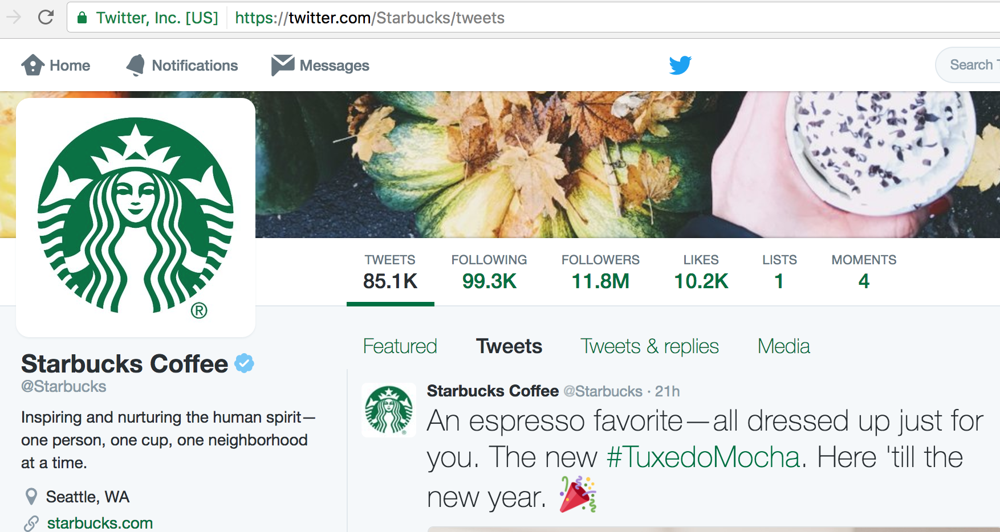 Twitter, Inc. [US] https://twitter.com/Starbucks/tweets
Home Notifications Messages Search
TWEETS FOLLOWING FOLLOWERS LIKES LISTS MOMENTS
85.1K 99.3K 11.8M 10.2K 1 4
®
Starbucks Coffee
@Starbucks
Inspiring and nurturing the human spirit—
one person, one cup, one neighborhood
at a time.
Seattle, WA
starbucks.com
Featured Tweets Tweets & replies Media
Starbucks Coffee @Starbucks · 21h
An espresso favorite—all dressed up just for
you. The new #TuxedoMocha. Here 'till the
new year. 🎉